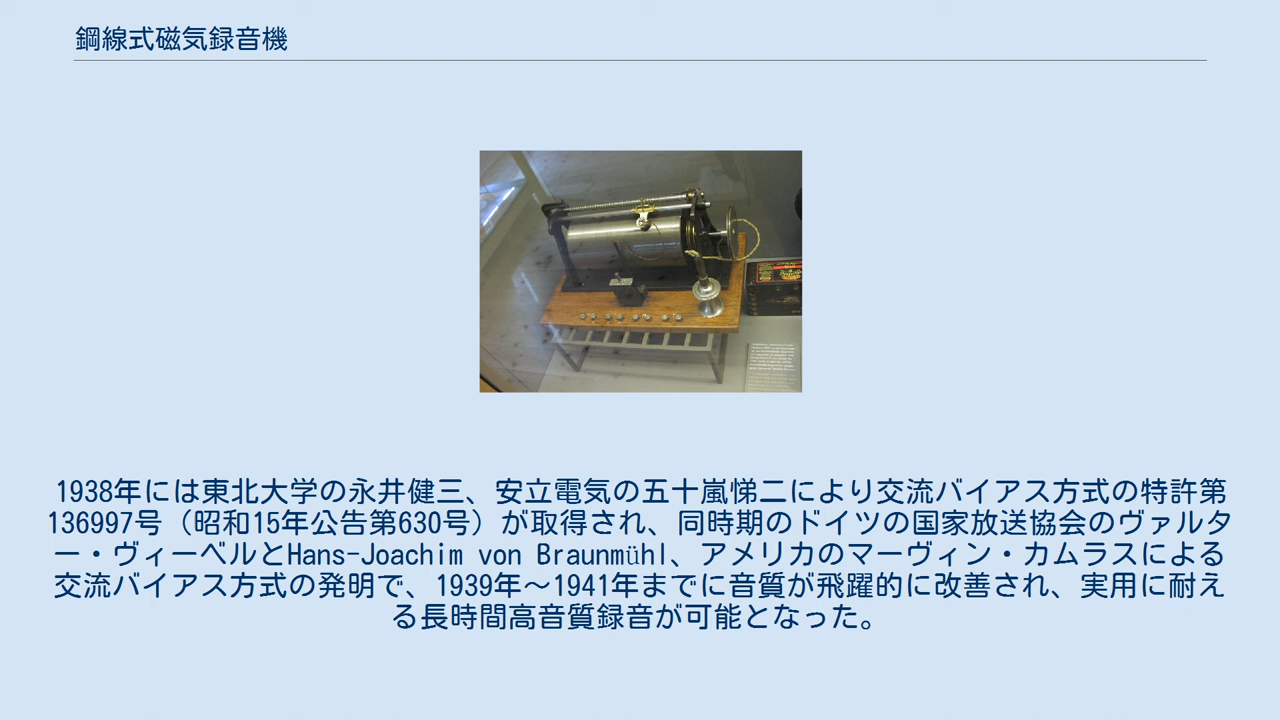 鋼線式磁気録音機
1938年には東北大学の永井健三、安立電気の五十嵐悌二により交流バイアス方式の特許第
136997号（昭和15年公告第630号）が取得され、同時期のドイツの国家放送協会のヴァルタ
ー・ヴィーベルとHans-Joachim von Braunmühl、アメリカのマーヴィン・カムラスによる
交流バイアス方式の発明で、1939年～1941年までに音質が飛躍的に改善され、実用に耐え
る長時間高音質録音が可能となった。